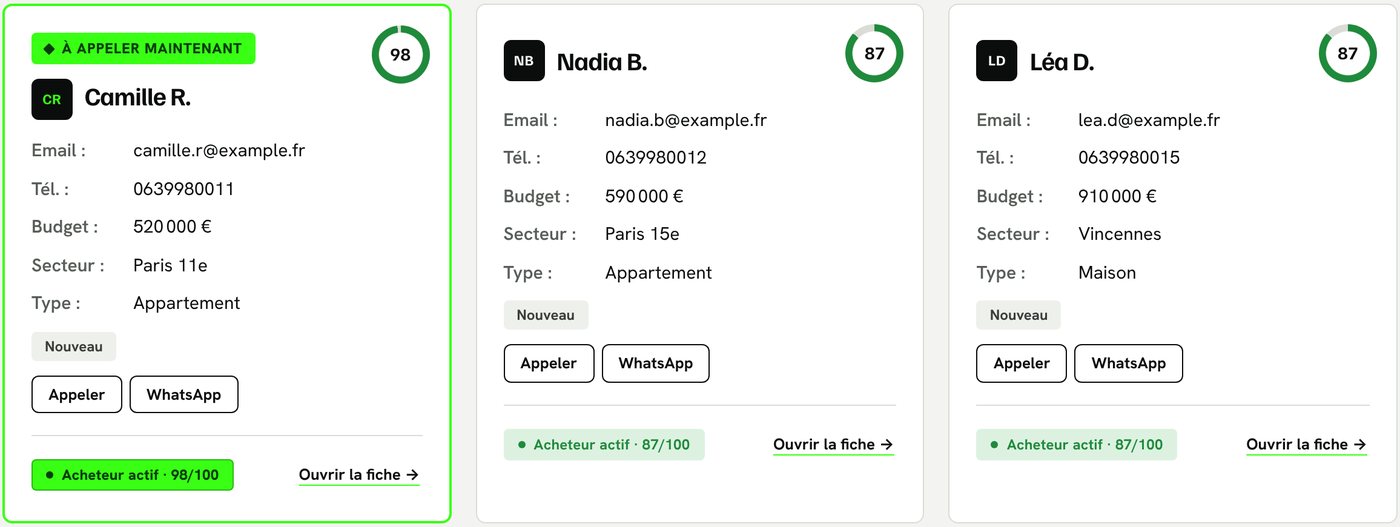 ◆ À APPELER MAINTENANT
98
CR
Camille R.
Email :
camille.r@example.fr
Tél. :
0639980011
Budget :
520 000 €
Secteur :
Paris 11e
Type :
Appartement
Nouveau
Appeler
WhatsApp
● Acheteur actif · 98/100
Ouvrir la fiche →
NB
Nadia B.
87
Email :
nadia.b@example.fr
Tél. :
0639980012
Budget :
590 000 €
Secteur :
Paris 15e
Type :
Appartement
Nouveau
Appeler
WhatsApp
● Acheteur actif · 87/100
Ouvrir la fiche →
LD
Léa D.
87
Email :
lea.d@example.fr
Tél. :
0639980015
Budget :
910 000 €
Secteur :
Vincennes
Type :
Maison
Nouveau
Appeler
WhatsApp
● Acheteur actif · 87/100
Ouvrir la fiche →